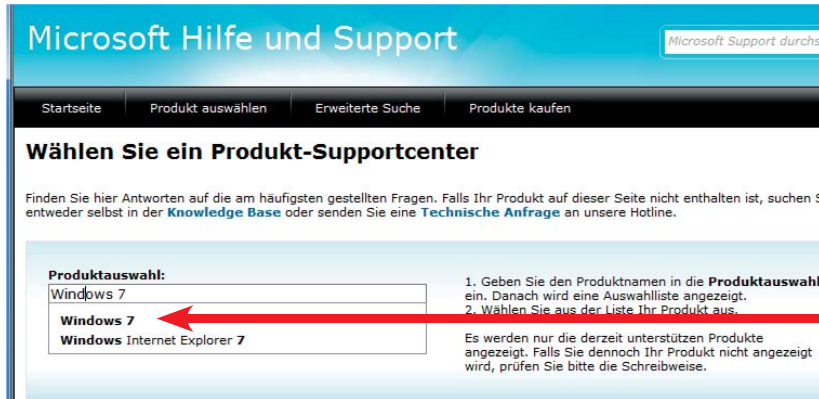 Microsoft Hilfe und Support
Microsoft Support durchs
Startseite Produkt auswählen Erweiterte Suche Produkte kaufen
Wählen Sie ein Produkt-Supportcenter
Finden Sie hier Antworten auf die am häufigsten gestellten Fragen. Falls Ihr Produkt auf dieser Seite nicht enthalten ist, suchen S
entweder selbst in der Knowledge Base oder senden Sie eine Technische Anfrage an unsere Hotline.
Produktauswahl:
Windows 7
Windows 7
Windows Internet Explorer 7
1. Geben Sie den Produktnamen in die Produktauswahl
ein. Danach wird eine Auswahlliste angezeigt.
2. Wählen Sie aus der Liste Ihr Produkt aus.
Es werden nur die derzeit unterstützen Produkte
angezeigt. Falls Sie dennoch Ihr Produkt nicht angezeigt
wird, prüfen Sie bitte die Schreibweise.